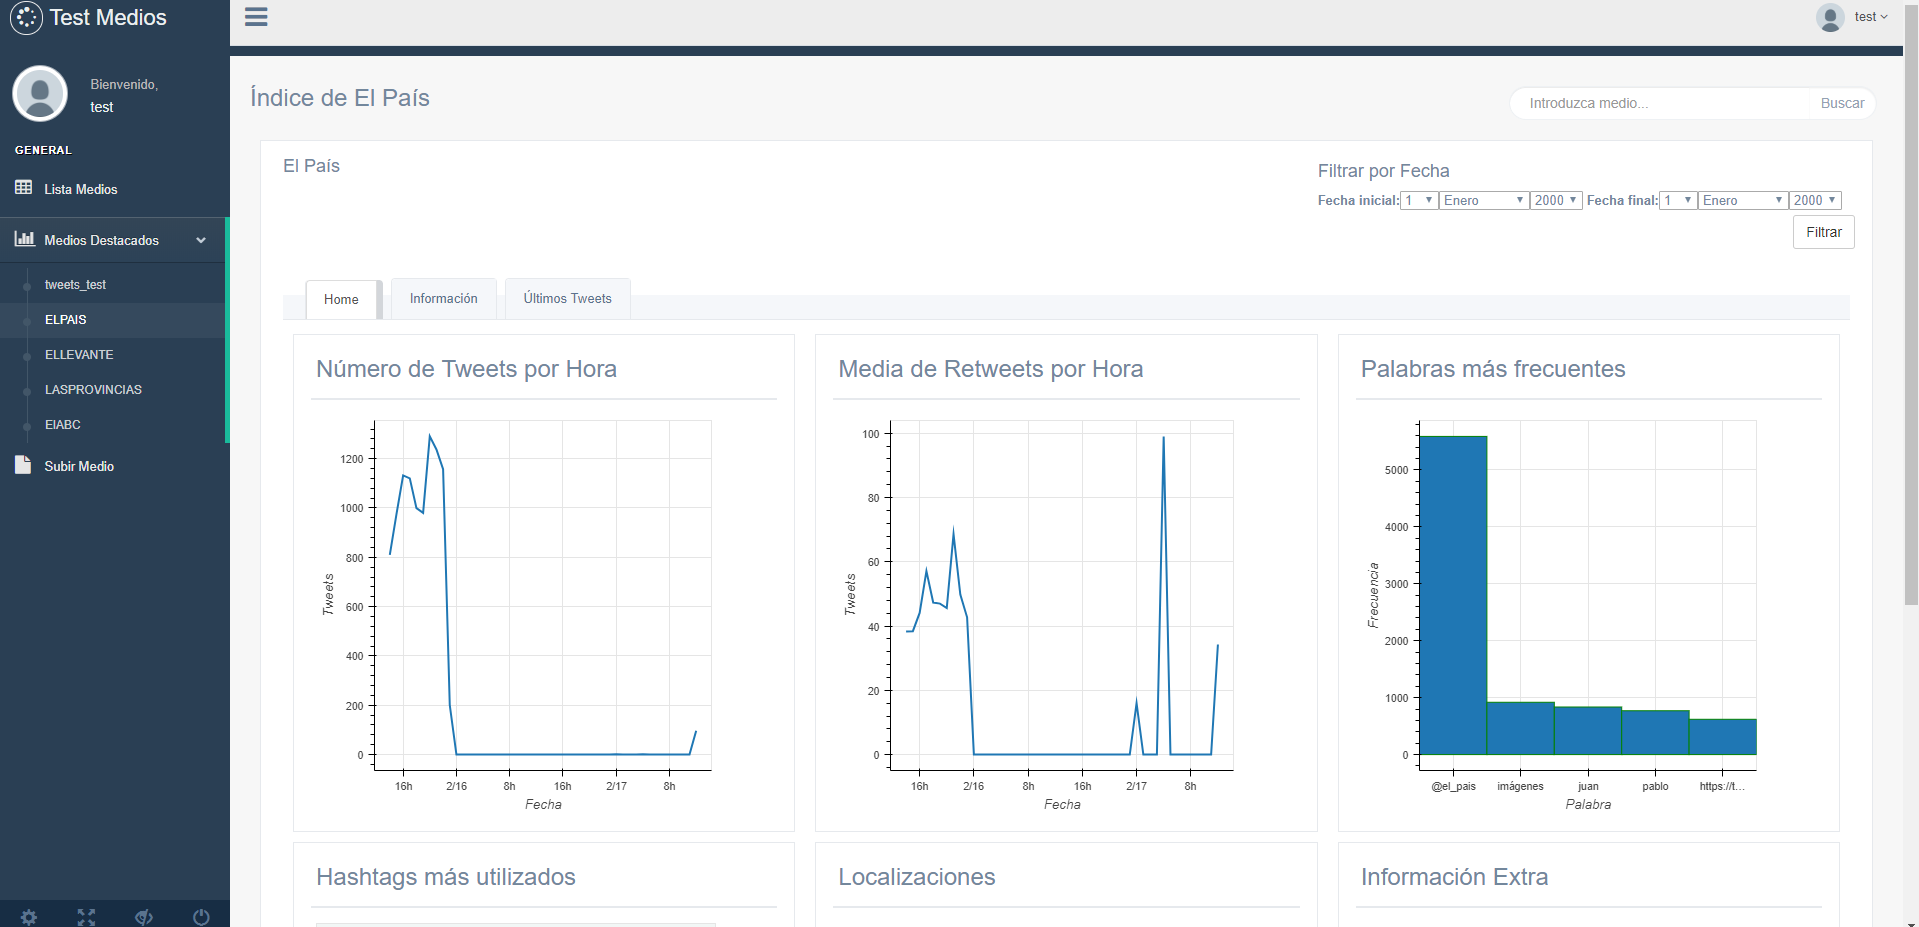 Test Medios
test
Bienvenido,
test
GENERAL
Lista Medios
Medios Destacados
tweets_test
ELPAIS
ELLEVANTE
LASPROVINCIAS
ElABC
Subir Medio
Índice de El País
Introduzca medio... Buscar
El País
Filtrar por Fecha
Fecha inicial: 1 Enero 2000 Fecha final: 1 Enero 2000
Filtrar
Home Información Últimos Tweets
Número de Tweets por Hora
1200
1000
800
600
400
200
0
Tweets
16h 2/16 8h 16h 2/17 8h
Fecha
Media de Retweets por Hora
100
80
60
40
20
0
Tweets
16h 2/16 8h 16h 2/17 8h
Fecha
Palabras más frecuentes
5000
4000
3000
2000
1000
0
Frecuencia
@el_pais imágenes juan pablo https://t...
Palabra
Hashtags más utilizados
Localizaciones
Información Extra